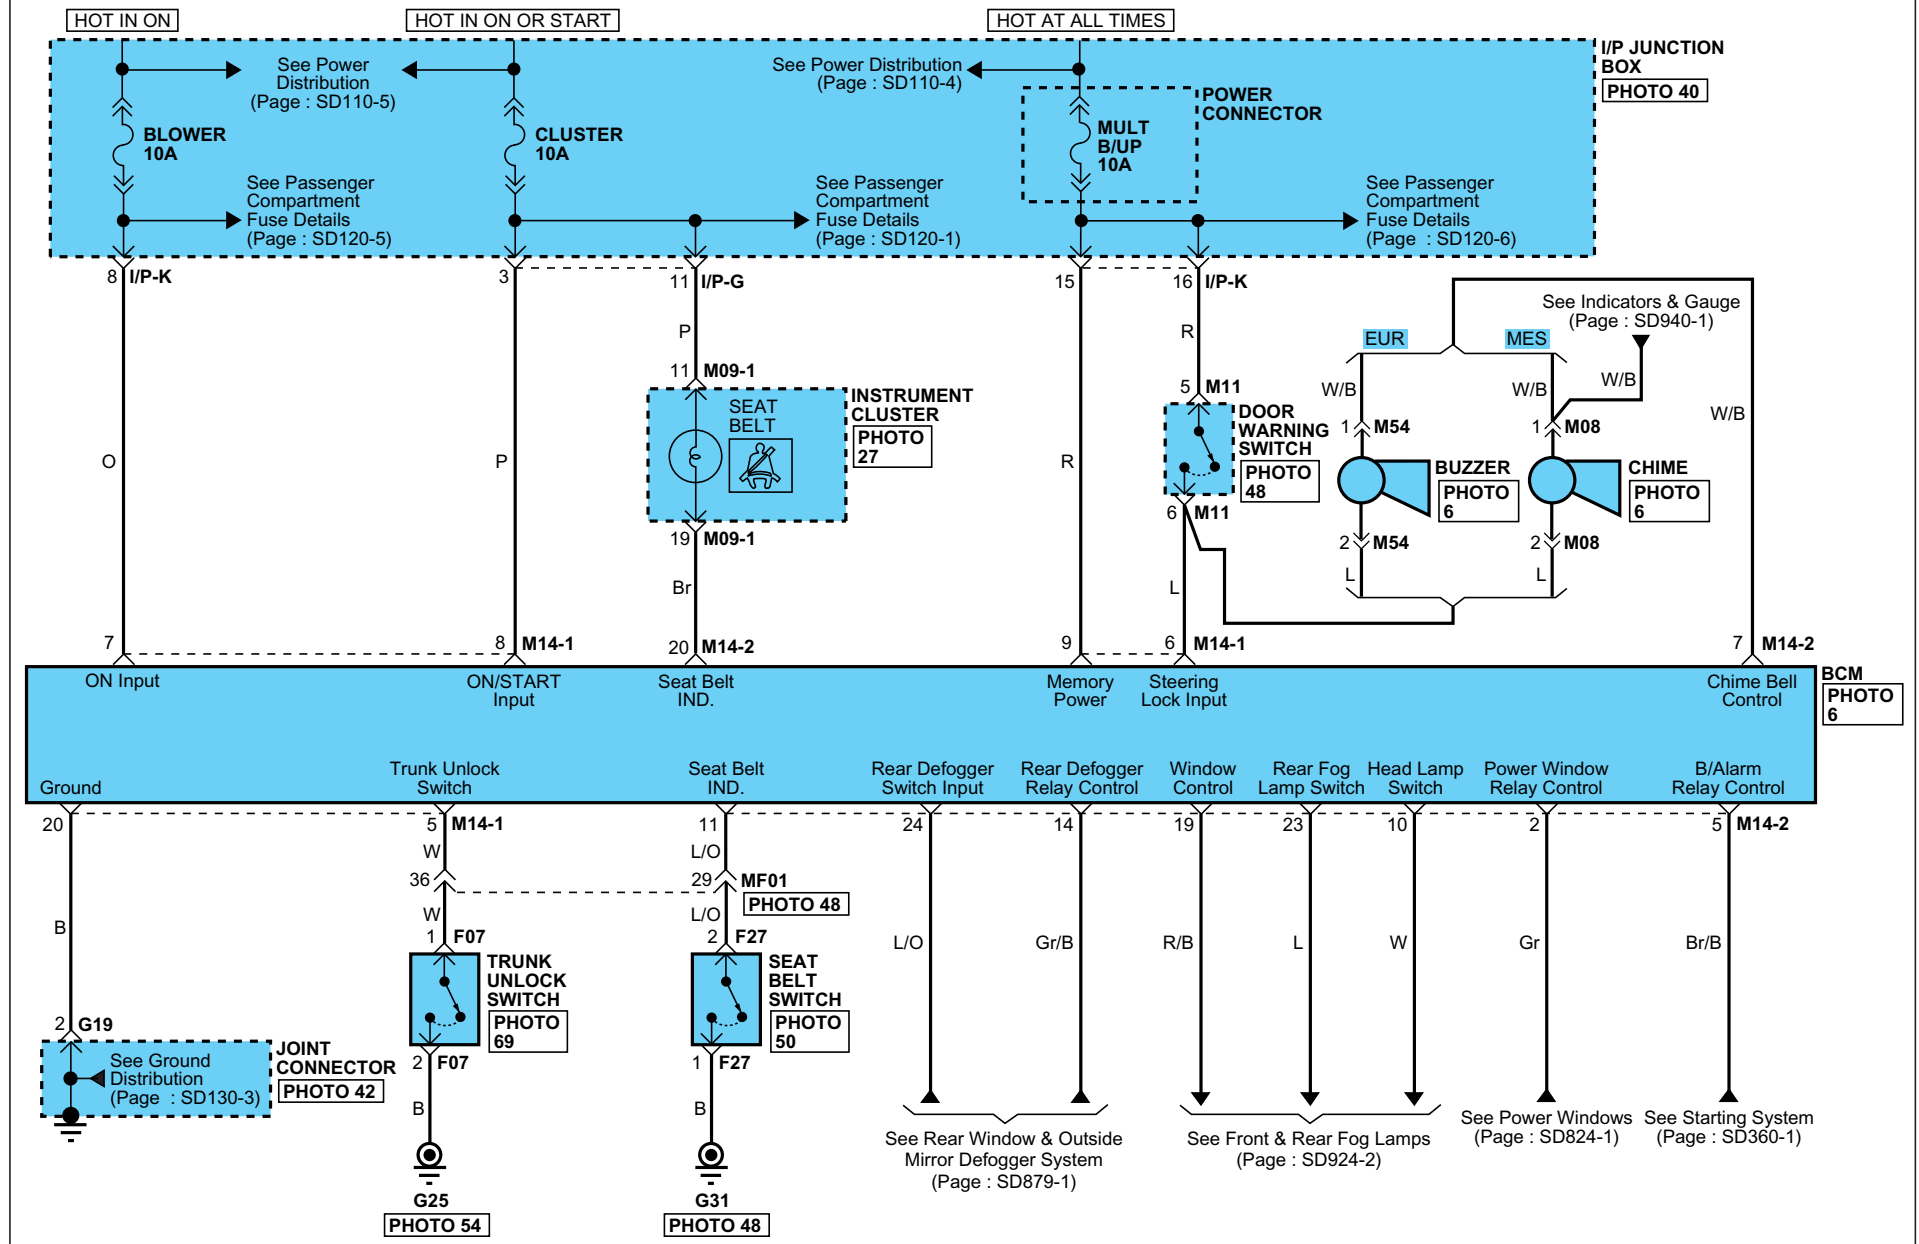 HOT IN ON
HOT IN ON OR START
HOT AT ALL TIMES
See Power
Distribution
(Page : SD110-5)
See Power Distribution
(Page : SD110-4)
I/P JUNCTION
BOX
PHOTO 40
BLOWER
10A
CLUSTER
10A
MULT
B/UP
10A
POWER
CONNECTOR
See Passenger
Compartment
Fuse Details
(Page : SD120-5)
See Passenger
Compartment
Fuse Details
(Page : SD120-1)
See Passenger
Compartment
Fuse Details
(Page : SD120-6)
8 I/P-K
3
11 I/P-G
15
16 I/P-K
See Indicators & Gauge
(Page : SD940-1)
P
R
EUR
MES
W/B
W/B
W/B
W/B
11 M09-1
5 M11
SEAT
BELT
INSTRUMENT
CLUSTER
PHOTO
27
DOOR
WARNING
SWITCH
PHOTO
48
1 M54
1 M08
BUZZER
PHOTO
6
CHIME
PHOTO
6
O
P
R
6 M11
19 M09-1
2 M54
2 M08
Br
L
L
L
7
8 M14-1
20 M14-2
9
6 M14-1
7 M14-2
ON Input
ON/START
Input
Seat Belt
IND.
Memory
Power
Steering
Lock Input
Chime Bell
Control
BCM
PHOTO
6
Ground
Trunk Unlock
Switch
Seat Belt
IND.
Rear Defogger
Switch Input
Rear Defogger
Relay Control
Window
Control
Rear Fog
Lamp Switch
Head Lamp
Switch
Power Window
Relay Control
B/Alarm
Relay Control
20
5 M14-1
11
24
14
19
23
10
2
5 M14-2
W
L/O
36
29 MF01
PHOTO 48
W
L/O
B
1 F07
2 F27
L/O
Gr/B
R/B
L
W
Gr
Br/B
TRUNK
UNLOCK
SWITCH
PHOTO
69
SEAT
BELT
SWITCH
PHOTO
50
2 G19
JOINT
CONNECTOR
PHOTO 42
See Ground
Distribution
(Page : SD130-3)
2 F07
1 F27
B
B
See Rear Window & Outside
Mirror Defogger System
(Page : SD879-1)
See Front & Rear Fog Lamps
(Page : SD924-2)
See Power Windows
(Page : SD824-1)
See Starting System
(Page : SD360-1)
G25
PHOTO 54
G31
PHOTO 48